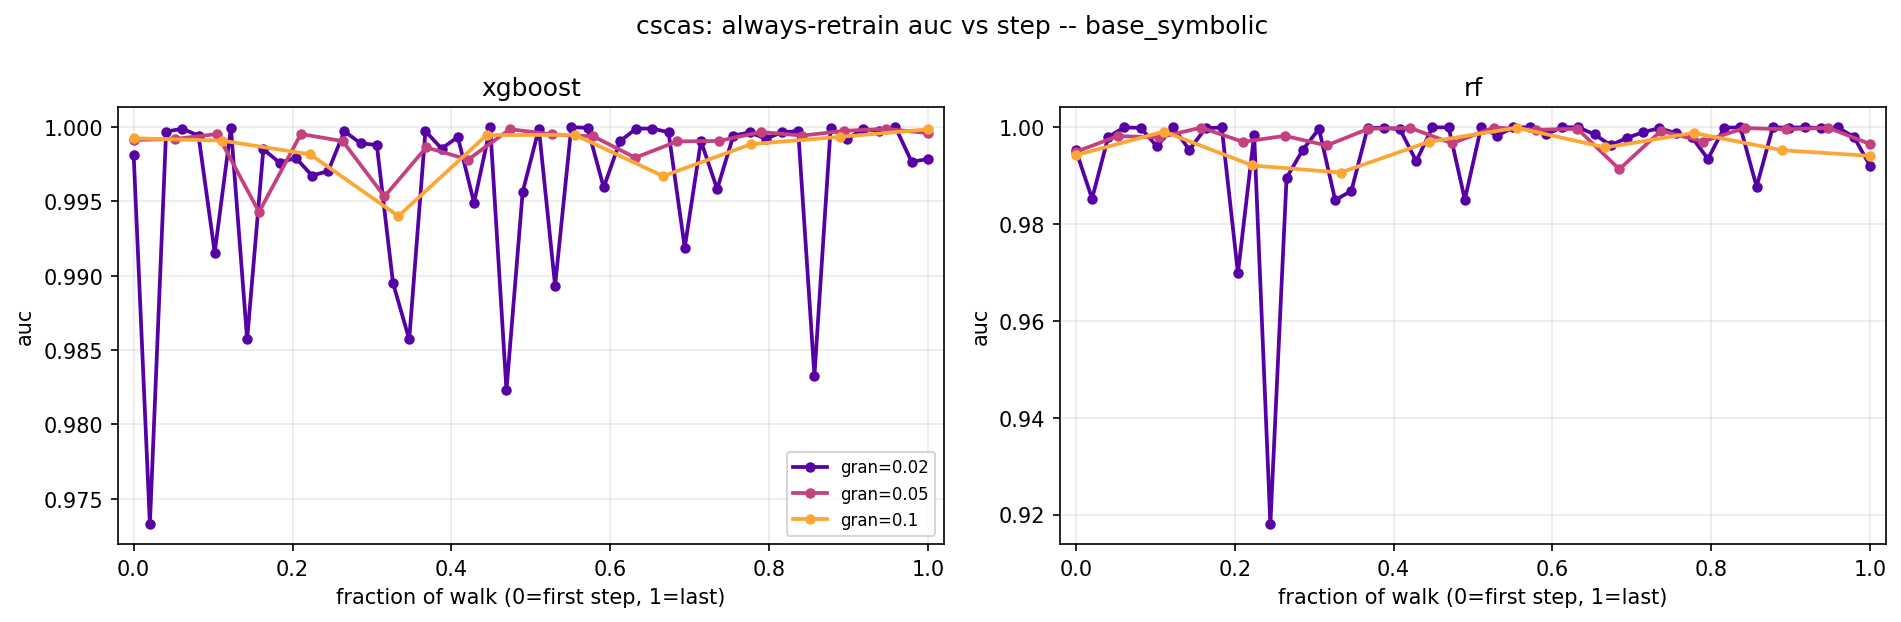 cscas: always-retrain auc vs step -- base_symbolic
xgboost
auc
1.000
0.995
0.990
0.985
0.980
0.975
0.0 0.2 0.4 0.6 0.8 1.0
fraction of walk (0=first step, 1=last)
gran=0.02
gran=0.05
gran=0.1
rf
auc
1.00
0.98
0.96
0.94
0.92
0.0 0.2 0.4 0.6 0.8 1.0
fraction of walk (0=first step, 1=last)